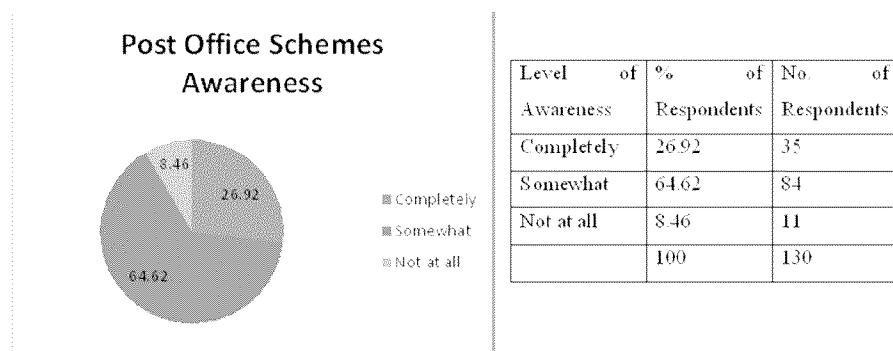 Post Office Schemes
Awareness
8.46
26.92
64.62
Completely
Somewhat
Not at all
Level of % of No. of
Awareness Respondents Respondents
Completely 26.92 35
Somewhat 64.62 84
Not at all 8.46 11
100 130